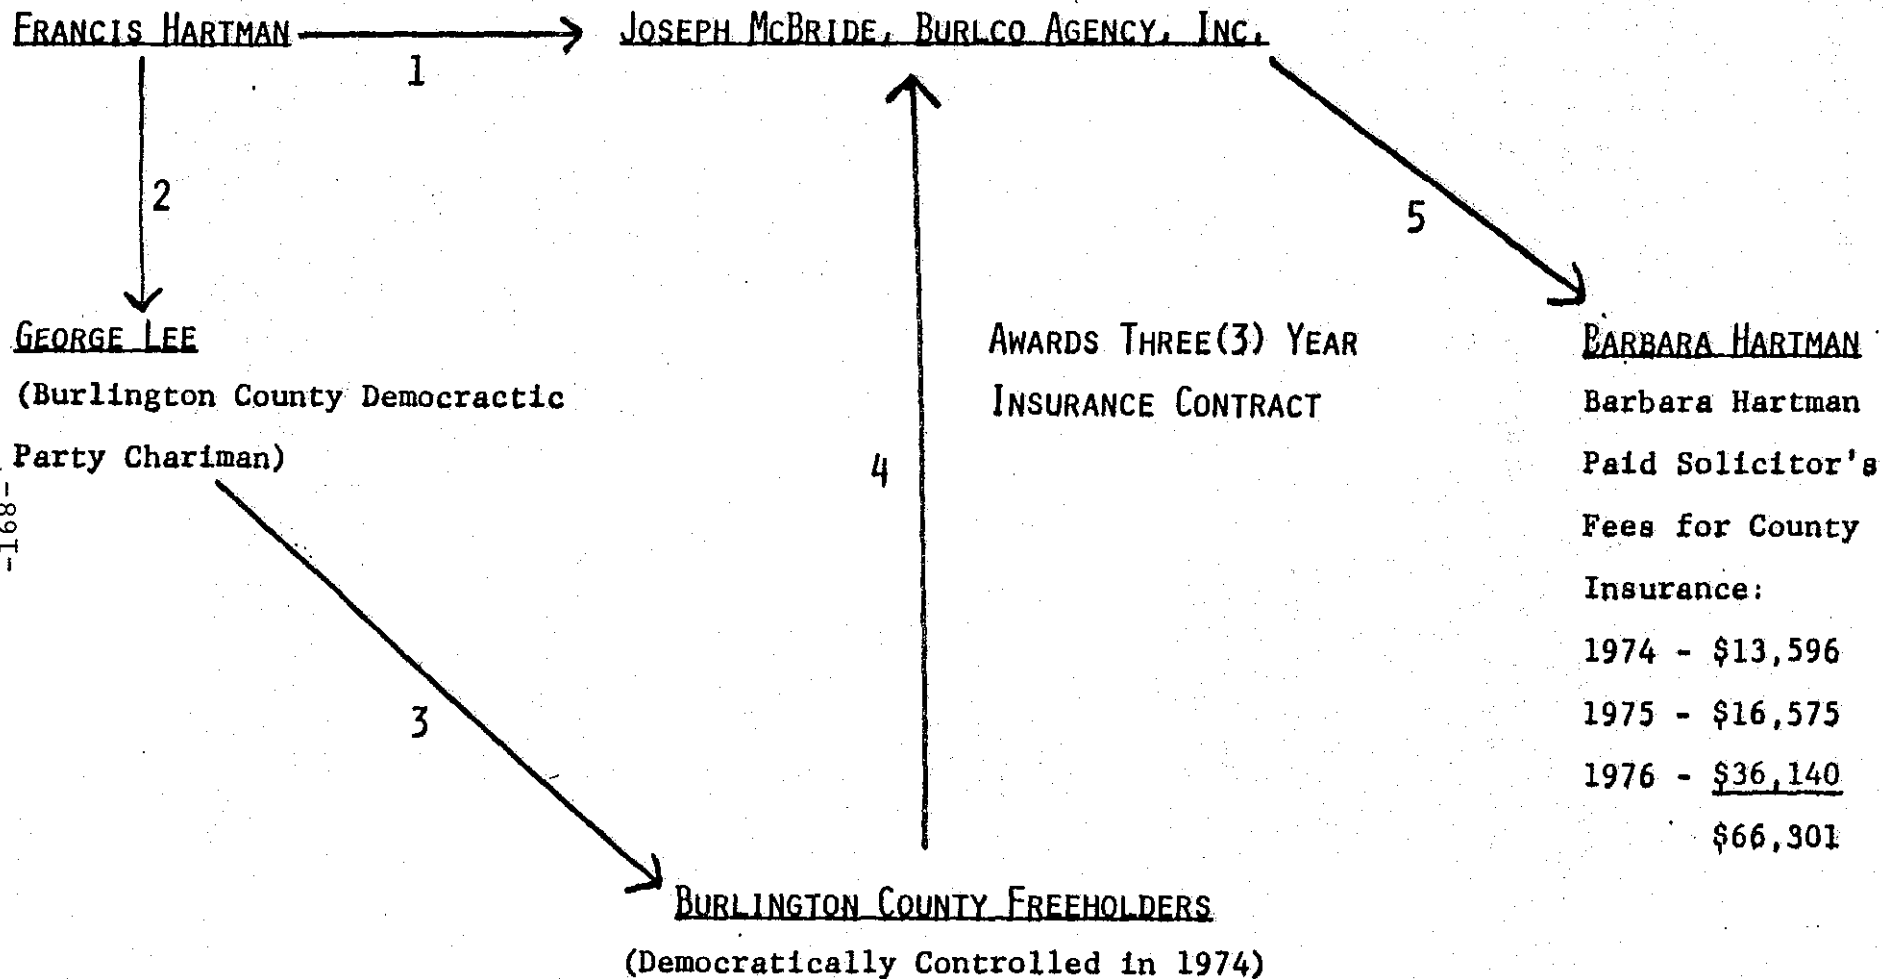 FRANCIS HARTMAN
1
JOSEPH MCBRIDE, BURLCO AGENCY, INC.
2
5
GEORGE LEE
(Burlington County Democractic
Party Chariman)
AWARDS THREE(3) YEAR
INSURANCE CONTRACT
4
BARBARA HARTMAN
Barbara Hartman
Paid Solicitor's
Fees for County
Insurance:
1974 - $13,596
1975 - $16,575
1976 - $36,140
$66,301
3
BURLINGTON COUNTY FREEHOLDERS
(Democratically Controlled in 1974)
-168-